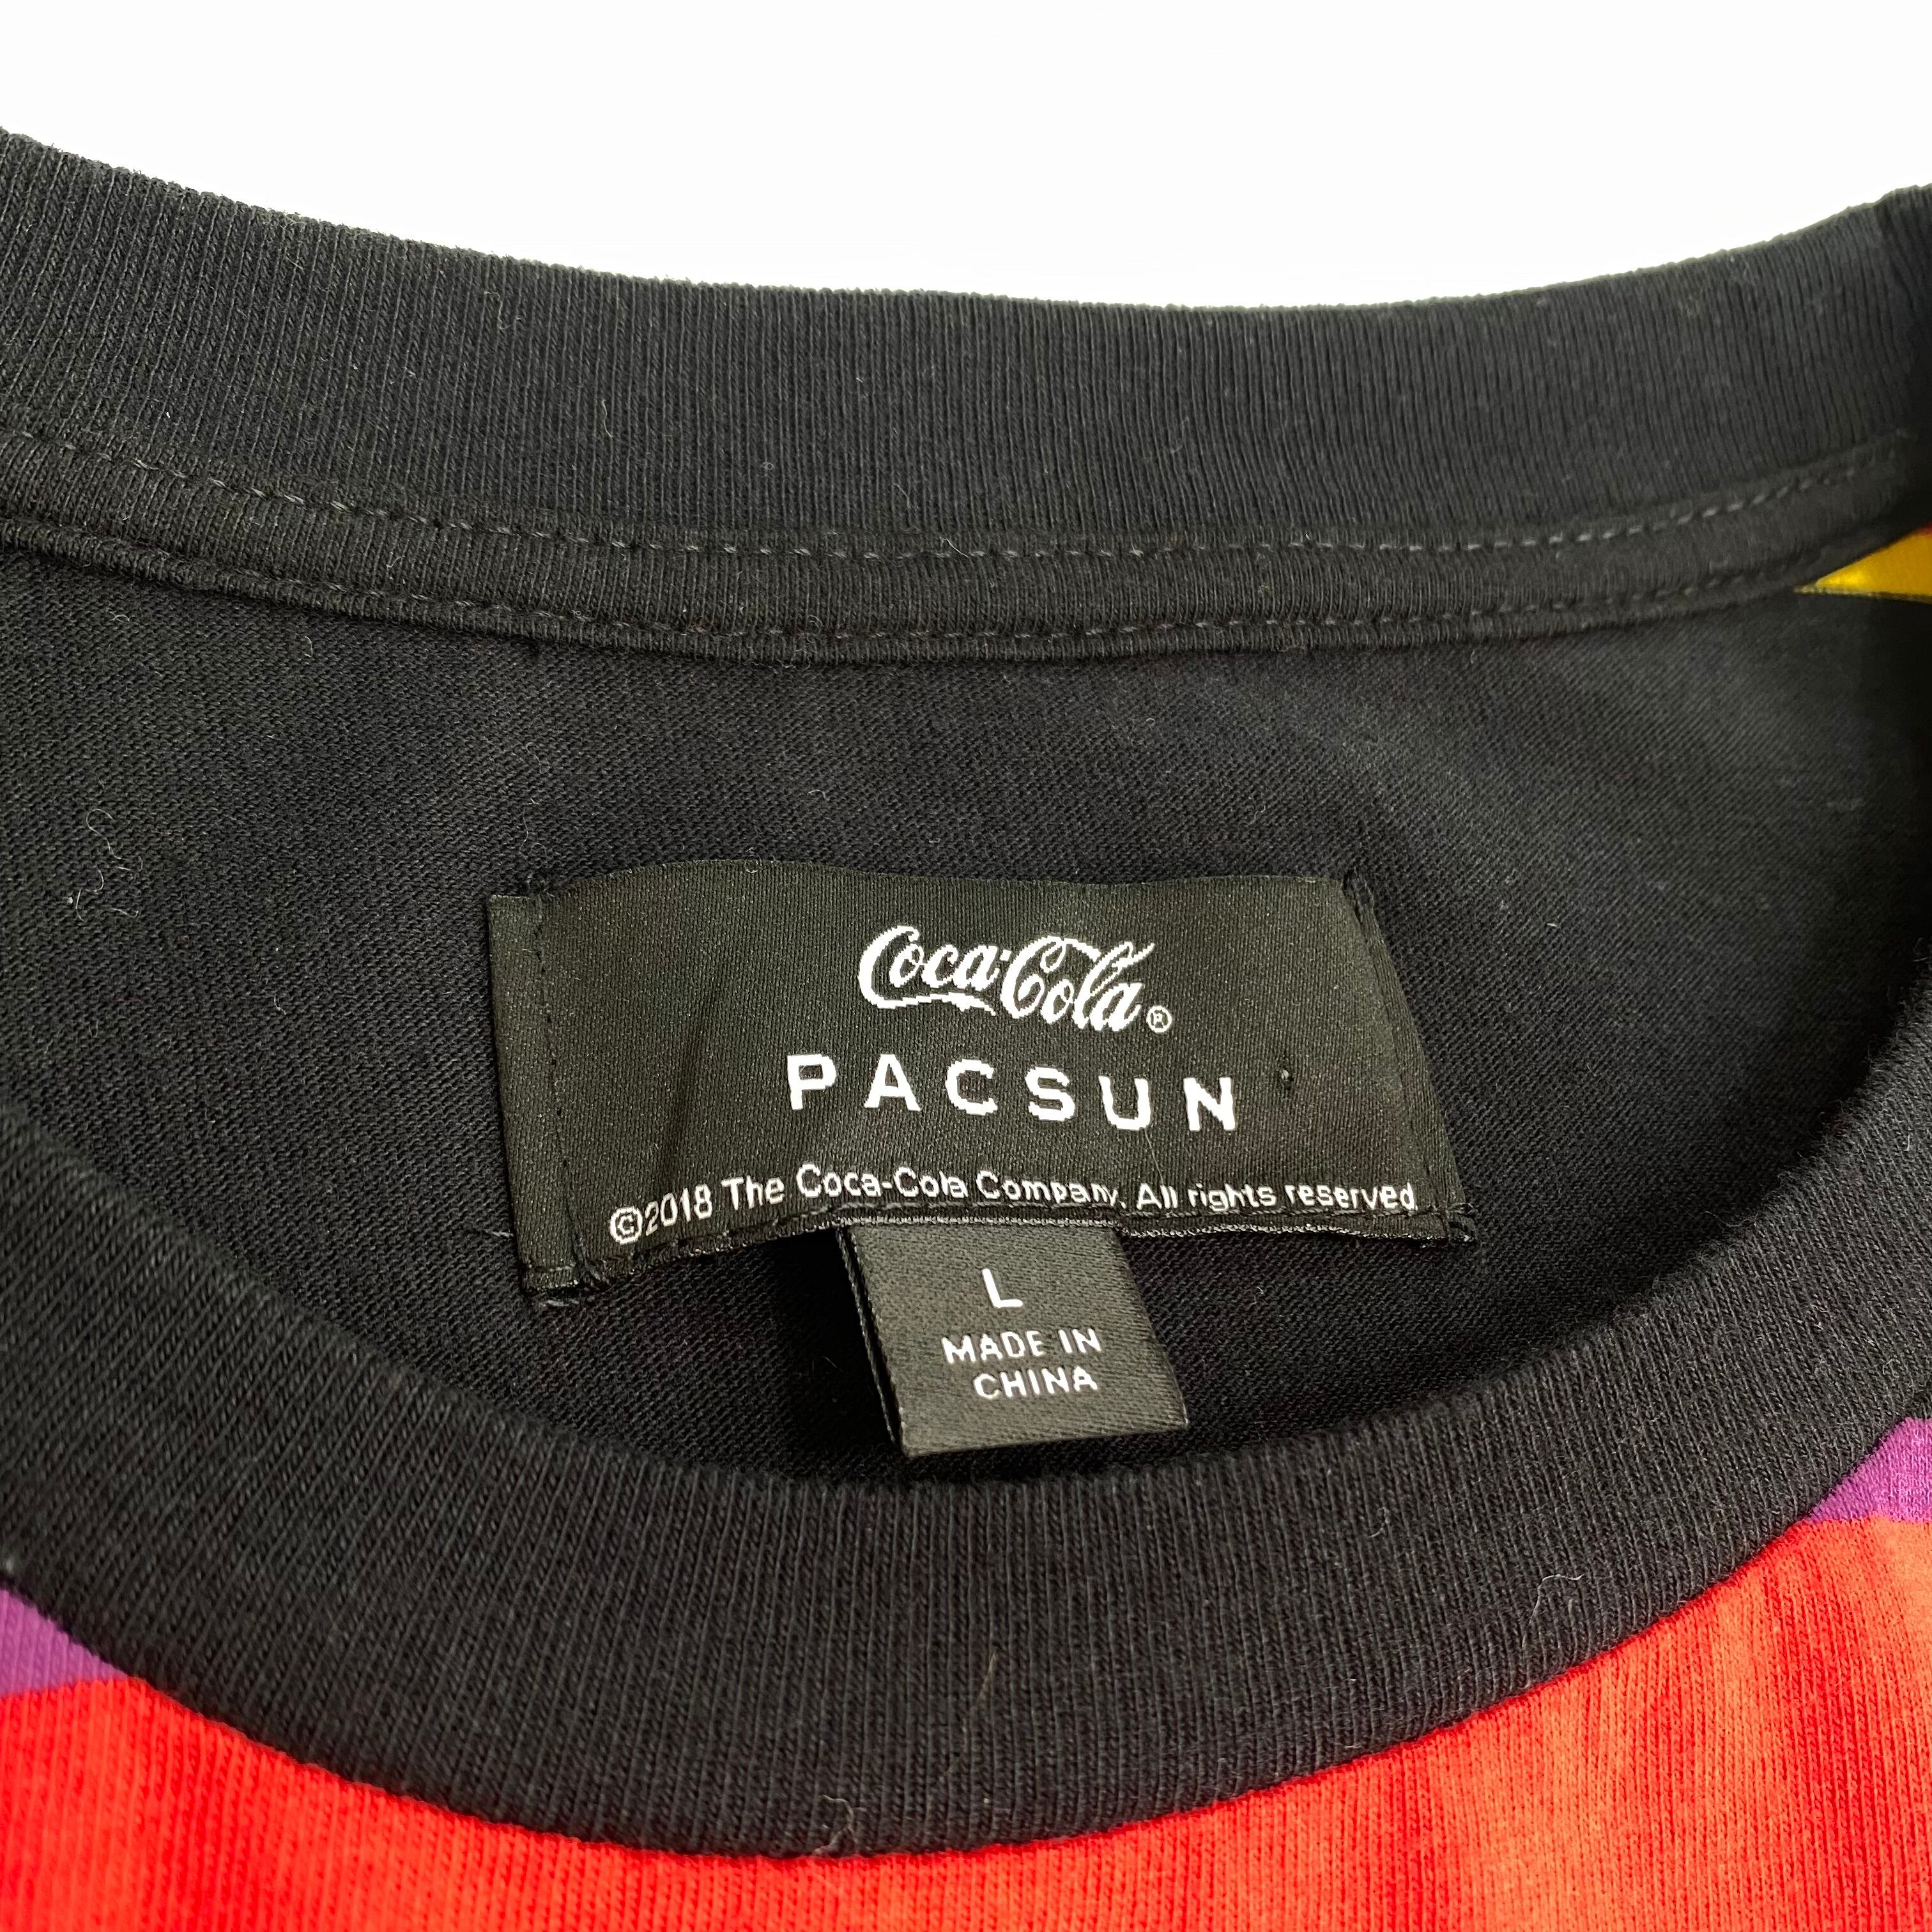 Coca-Cola®
PACSUN
©2018 The Coca-Cola Company. All rights reserved
L
MADE IN
CHINA